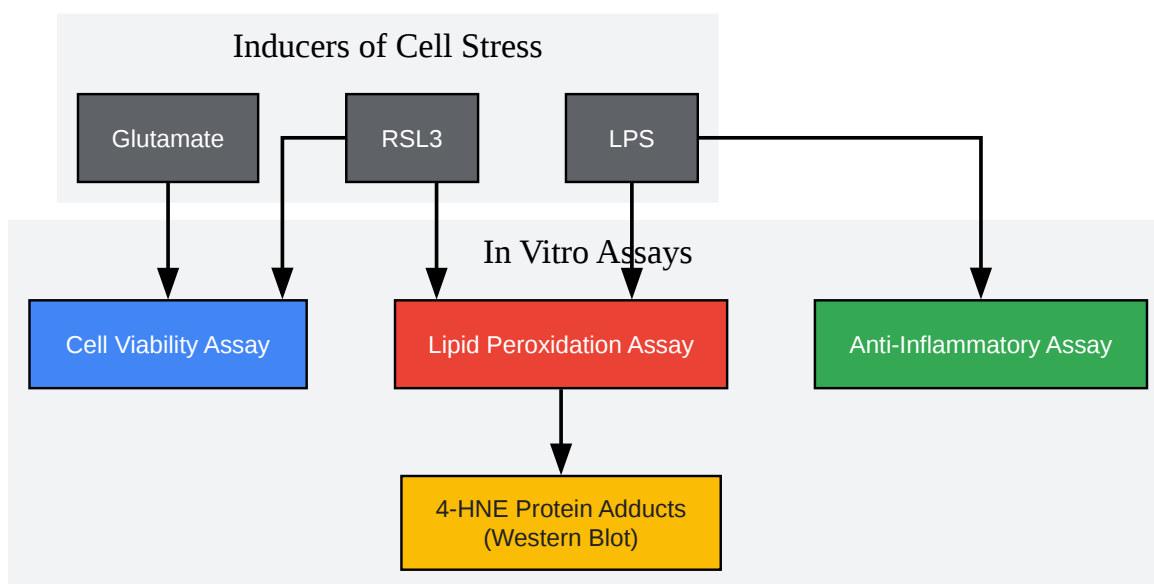 Inducers of Cell Stress
Glutamate
RSL3
LPS
In Vitro Assays
Cell Viability Assay
Lipid Peroxidation Assay
Anti-Inflammatory Assay
4-HNE Protein Adducts
(Western Blot)